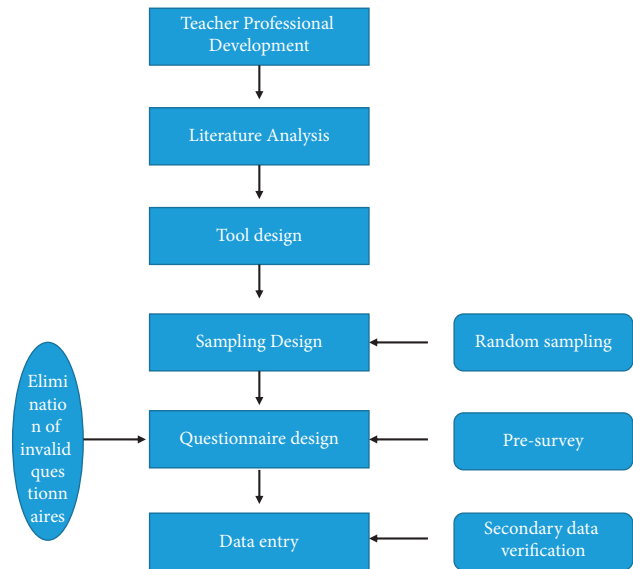 Teacher Professional
Development
Literature Analysis
Tool design
Sampling Design
Random sampling
Elimi
natio
n of
invalid
ques
tionn
aires
Questionnaire design
Pre-survey
Data entry
Secondary data
verification